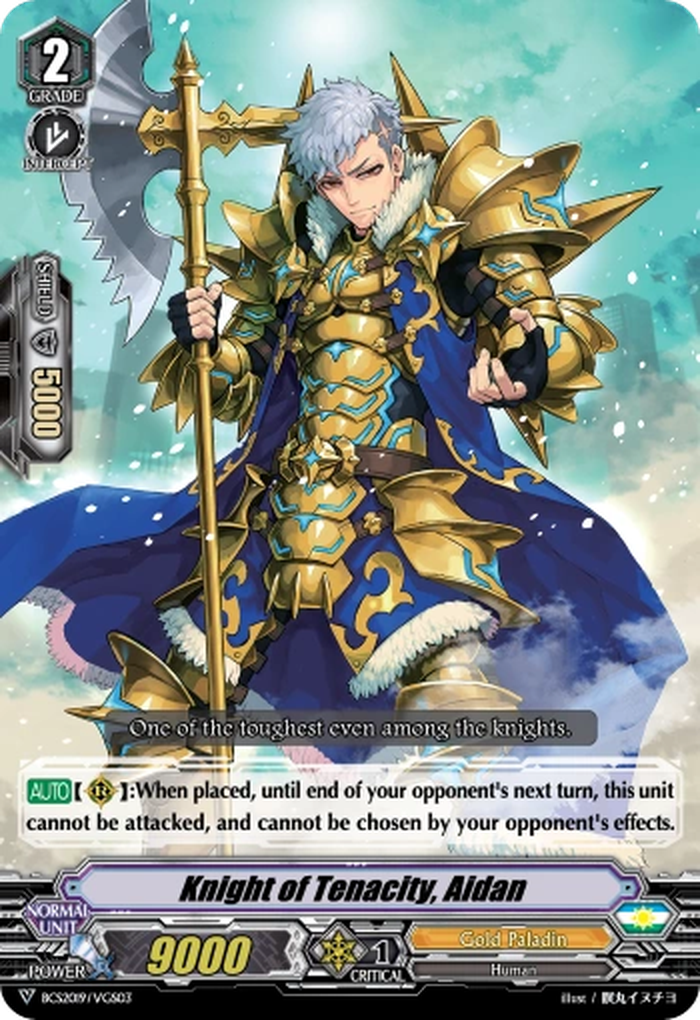 2
GRADE
INTERCEPT
SHIELD
5000
One of the toughest even among the knights.
AUTO【R】:When placed, until end of your opponent's next turn, this unit
cannot be attacked, and cannot be chosen by your opponent's effects.
Knight of Tenacity, Aidan
NORMAL
UNIT
POWER
9000
1
CRITICAL
Gold Paladin
Human
BCS2019/VGS03
illust / 丸イヌチヨ